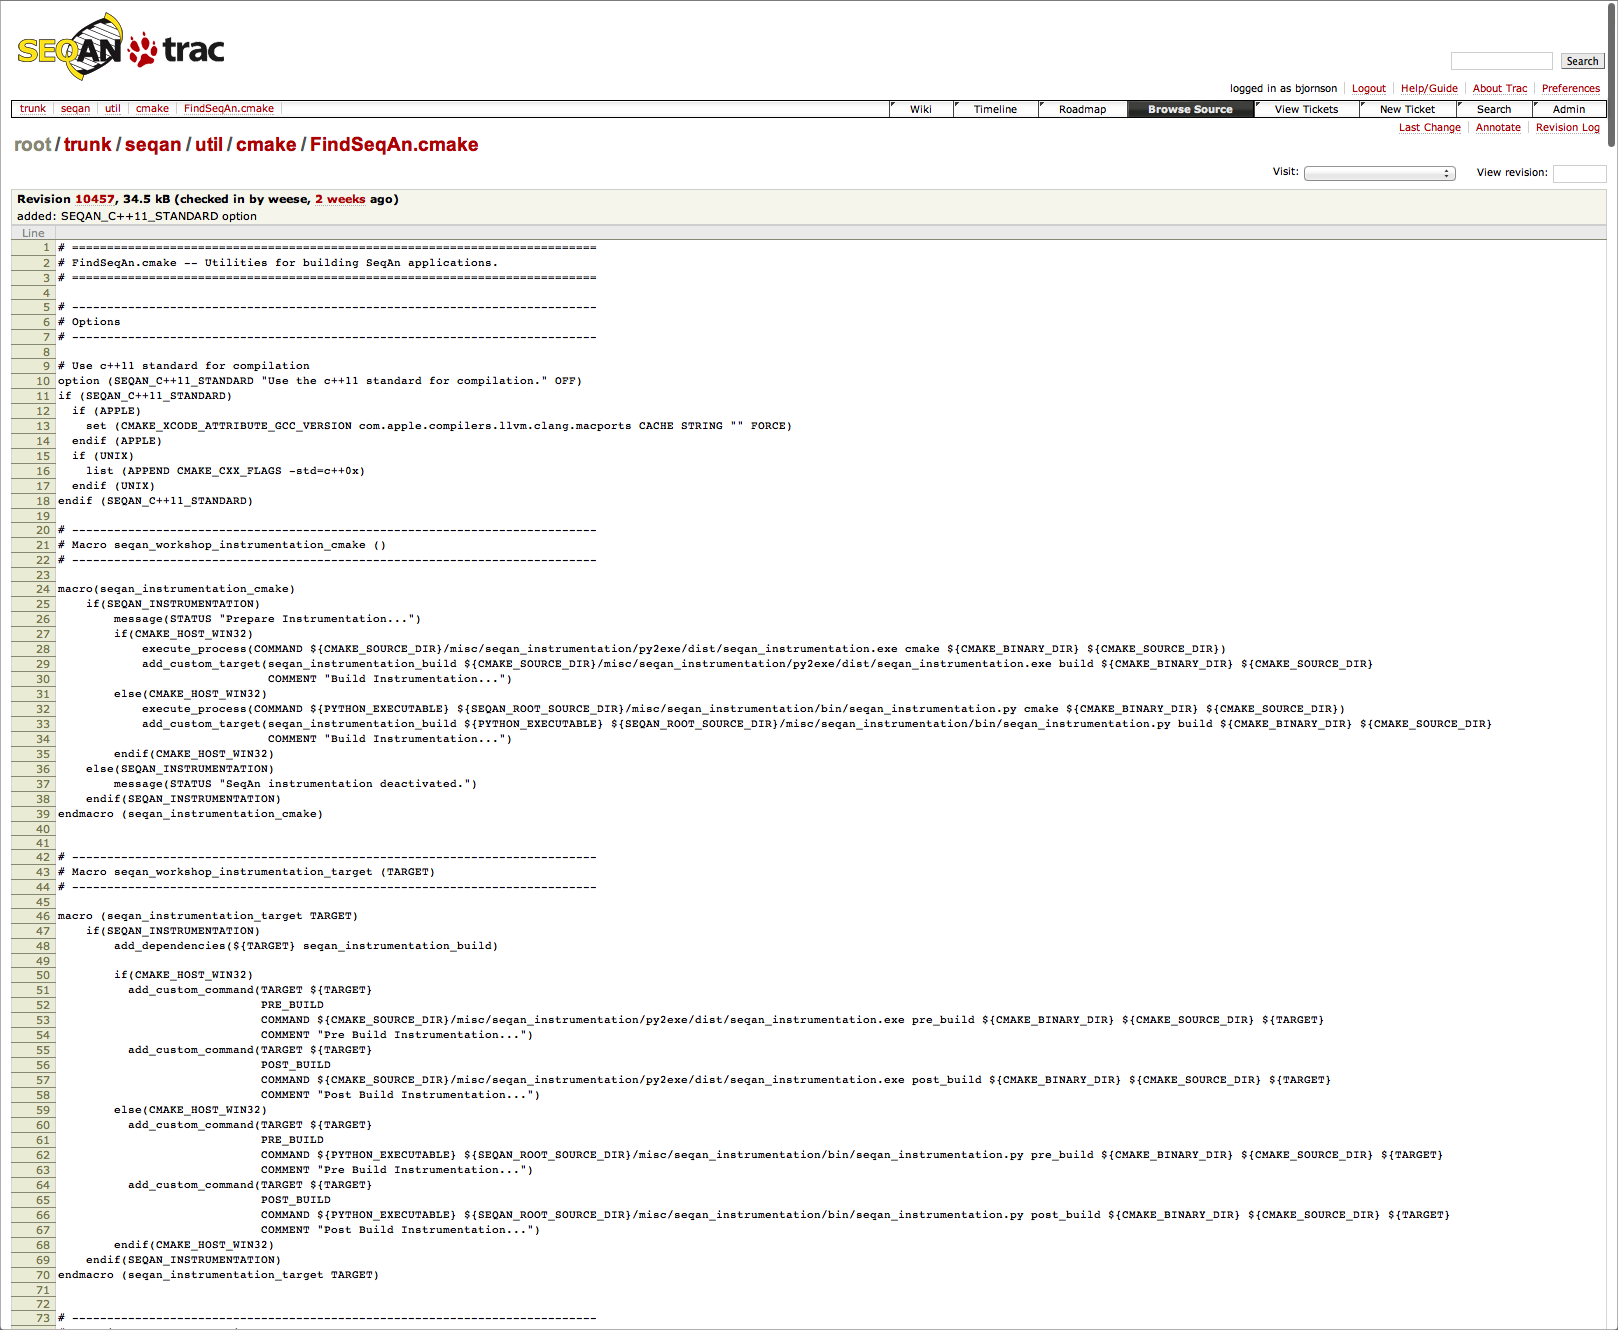 SEQAN trac
Search
logged in as bjornson Logout Help/Guide About Trac Preferences
trunk seqan util cmake FindSeqAn.cmake Wiki Timeline Roadmap Browse Source View Tickets New Ticket Search Admin
Last Change Annotate Revision Log
root/trunk/seqan/util/cmake/FindSeqAn.cmake
Visit: View revision:
Revision 10457, 34.5 kB (checked in by weese, 2 weeks ago)
added: SEQAN_C++11_STANDARD option
Line
1 # ===========================================================================
2 # FindSeqAn.cmake -- Utilities for building SeqAn applications.
3 # ===========================================================================
4
5 # ---------------------------------------------------------------------------
6 # Options
7 # ---------------------------------------------------------------------------
8
9 # Use c++11 standard for compilation
10 option (SEQAN_C++11_STANDARD "Use the c++11 standard for compilation." OFF)
11 if (SEQAN_C++11_STANDARD)
12 if (APPLE)
13 set (CMAKE_XCODE_ATTRIBUTE_GCC_VERSION com.apple.compilers.llvm.clang.macports CACHE STRING "" FORCE)
14 endif (APPLE)
15 if (UNIX)
16 list (APPEND CMAKE_CXX_FLAGS -std=c++0x)
17 endif (UNIX)
18 endif (SEQAN_C++11_STANDARD)
19
20 # ---------------------------------------------------------------------------
21 # Macro seqan_workshop_instrumentation_cmake ()
22 # ---------------------------------------------------------------------------
23
24 macro(seqan_instrumentation_cmake)
25 if(SEQAN_INSTRUMENTATION)
26 message(STATUS "Prepare Instrumentation...")
27 if(CMAKE_HOST_WIN32)
28 execute_process(COMMAND ${CMAKE_SOURCE_DIR}/misc/seqan_instrumentation/py2exe/dist/seqan_instrumentation.exe cmake ${CMAKE_BINARY_DIR} ${CMAKE_SOURCE_DIR})
29 add_custom_target(seqan_instrumentation_build ${CMAKE_SOURCE_DIR}/misc/seqan_instrumentation/py2exe/dist/seqan_instrumentation.exe build ${CMAKE_BINARY_DIR} ${CMAKE_SOURCE_DIR}
30 COMMENT "Build Instrumentation...")
31 else(CMAKE_HOST_WIN32)
32 execute_process(COMMAND ${PYTHON_EXECUTABLE} ${SEQAN_ROOT_SOURCE_DIR}/misc/seqan_instrumentation/bin/seqan_instrumentation.py cmake ${CMAKE_BINARY_DIR} ${CMAKE_SOURCE_DIR})
33 add_custom_target(seqan_instrumentation_build ${PYTHON_EXECUTABLE} ${SEQAN_ROOT_SOURCE_DIR}/misc/seqan_instrumentation/bin/seqan_instrumentation.py build ${CMAKE_BINARY_DIR} ${CMAKE_SOURCE_DIR}
34 COMMENT "Build Instrumentation...")
35 endif(CMAKE_HOST_WIN32)
36 else(SEQAN_INSTRUMENTATION)
37 message(STATUS "SeqAn instrumentation deactivated.")
38 endif(SEQAN_INSTRUMENTATION)
39 endmacro (seqan_instrumentation_cmake)
40
41
42 # ---------------------------------------------------------------------------
43 # Macro seqan_workshop_instrumentation_target (TARGET)
44 # ---------------------------------------------------------------------------
45
46 macro (seqan_instrumentation_target TARGET)
47 if(SEQAN_INSTRUMENTATION)
48 add_dependencies(${TARGET} seqan_instrumentation_build)
49
50 if(CMAKE_HOST_WIN32)
51 add_custom_command(TARGET ${TARGET}
52 PRE_BUILD
53 COMMAND ${CMAKE_SOURCE_DIR}/misc/seqan_instrumentation/py2exe/dist/seqan_instrumentation.exe pre_build ${CMAKE_BINARY_DIR} ${CMAKE_SOURCE_DIR} ${TARGET}
54 COMMENT "Pre Build Instrumentation...")
55 add_custom_command(TARGET ${TARGET}
56 POST_BUILD
57 COMMAND ${CMAKE_SOURCE_DIR}/misc/seqan_instrumentation/py2exe/dist/seqan_instrumentation.exe post_build ${CMAKE_BINARY_DIR} ${CMAKE_SOURCE_DIR} ${TARGET}
58 COMMENT "Post Build Instrumentation...")
59 else(CMAKE_HOST_WIN32)
60 add_custom_command(TARGET ${TARGET}
61 PRE_BUILD
62 COMMAND ${PYTHON_EXECUTABLE} ${SEQAN_ROOT_SOURCE_DIR}/misc/seqan_instrumentation/bin/seqan_instrumentation.py pre_build ${CMAKE_BINARY_DIR} ${CMAKE_SOURCE_DIR} ${TARGET}
63 COMMENT "Pre Build Instrumentation...")
64 add_custom_command(TARGET ${TARGET}
65 POST_BUILD
66 COMMAND ${PYTHON_EXECUTABLE} ${SEQAN_ROOT_SOURCE_DIR}/misc/seqan_instrumentation/bin/seqan_instrumentation.py post_build ${CMAKE_BINARY_DIR} ${CMAKE_SOURCE_DIR} ${TARGET}
67 COMMENT "Post Build Instrumentation...")
68 endif(CMAKE_HOST_WIN32)
69 endif(SEQAN_INSTRUMENTATION)
70 endmacro (seqan_instrumentation_target TARGET)
71
72
73 # ---------------------------------------------------------------------------